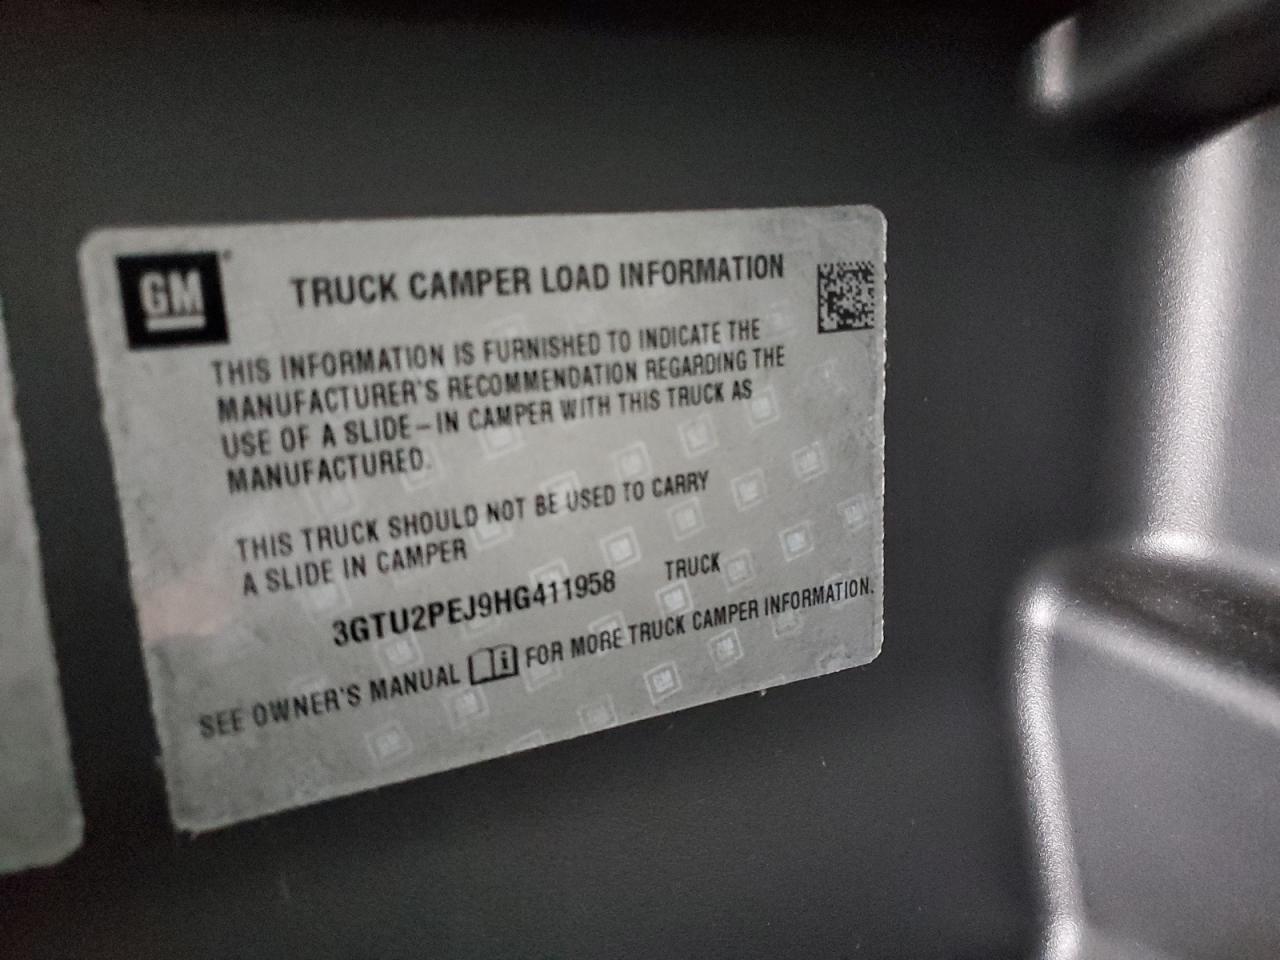 GM
TRUCK CAMPER LOAD INFORMATION
THIS INFORMATION IS FURNISHED TO INDICATE THE
MANUFACTURER'S RECOMMENDATION REGARDING THE
USE OF A SLIDE–IN CAMPER WITH THIS TRUCK AS
MANUFACTURED.
THIS TRUCK SHOULD NOT BE USED TO CARRY
A SLIDE IN CAMPER
3GTU2PEJ9HG411958 TRUCK
SEE OWNER'S MANUAL FOR MORE TRUCK CAMPER INFORMATION.